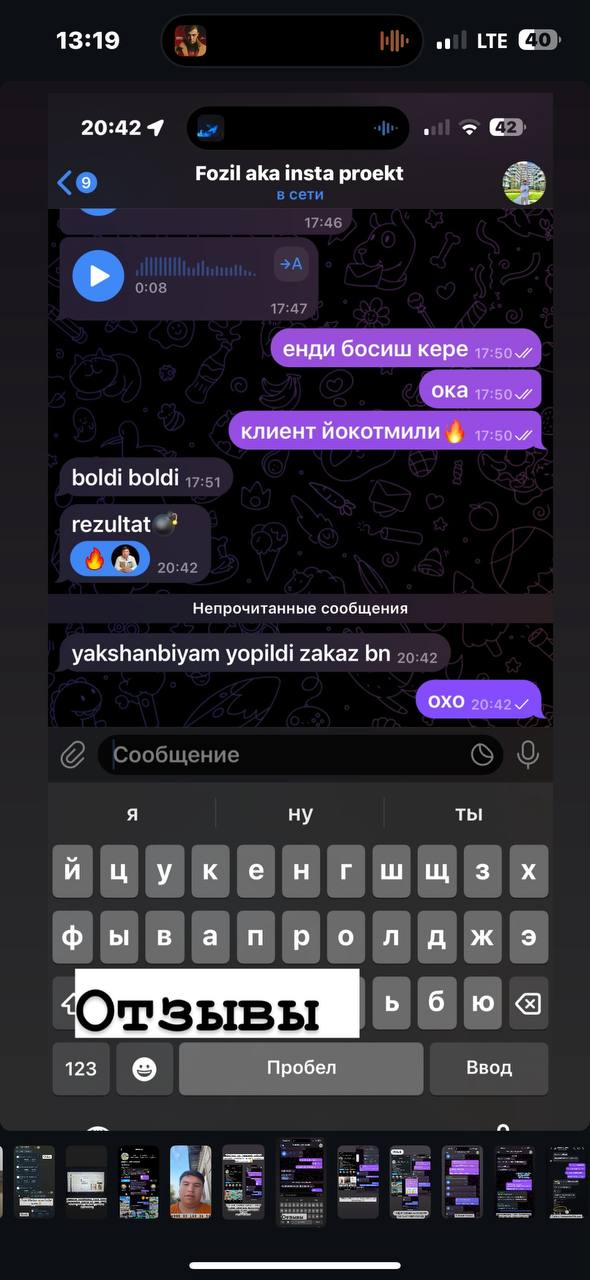 13:19
LTE
40
20:42
42
9
Fozil aka insta proekt
в сети
17:46
→A
0:08
17:47
енди босиш кере 17:50
ока 17:50
клиент йокотмили🔥 17:50
boldi boldi 17:51
rezultat💣
🔥 20:42
Непрочитанные сообщения
yakshanbiyam yopildi zakaz bn 20:42
охо 20:42
Сообщение
я ну ты
й ц у к е н г ш щ з х
ф ы в а п р о л д ж э
Отзывы
ь б ю
123 Пробел Ввод